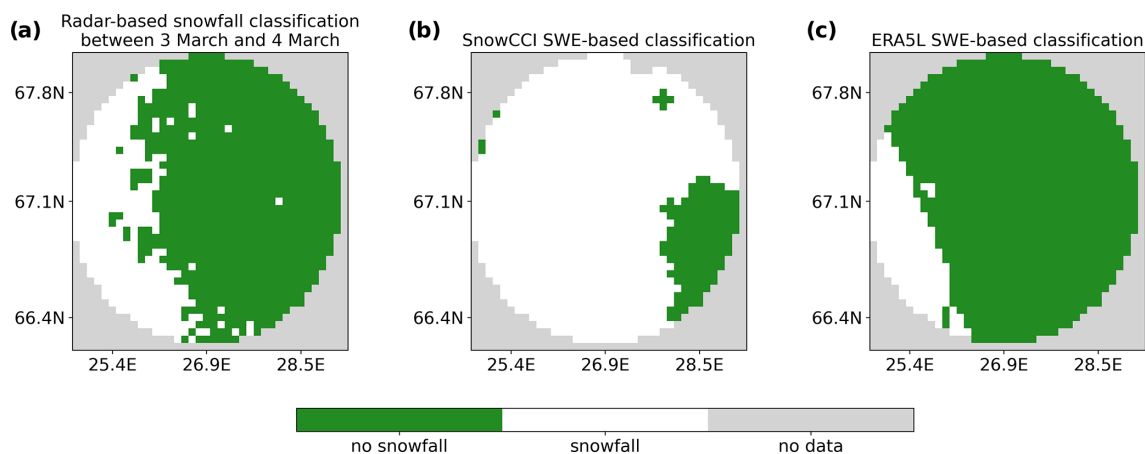 (a)
Radar-based snowfall classification
between 3 March and 4 March
67.8N
67.1N
66.4N
25.4E 26.9E 28.5E
(b)
SnowCCI SWE-based classification
67.8N
67.1N
66.4N
25.4E 26.9E 28.5E
(c)
ERA5L SWE-based classification
67.8N
67.1N
66.4N
25.4E 26.9E 28.5E
no snowfall snowfall no data